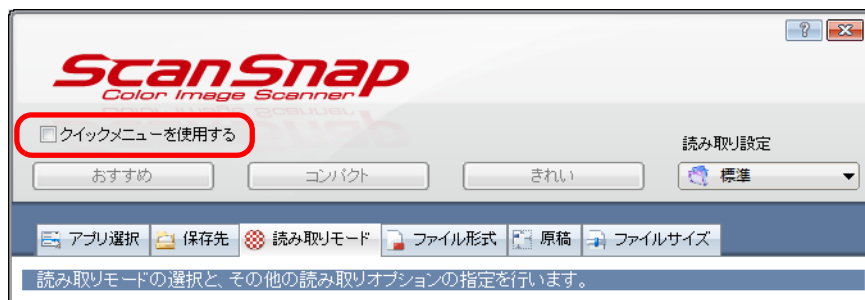 ScanSnap
Color Image Scanner
クイックメニューを使用する
読み取り設定
おすすめ コンパクト きれい 標準
アプリ選択 保存先 読み取りモード ファイル形式 原稿 ファイルサイズ
読み取りモードの選択と、その他の読み取りオプションの指定を行います。